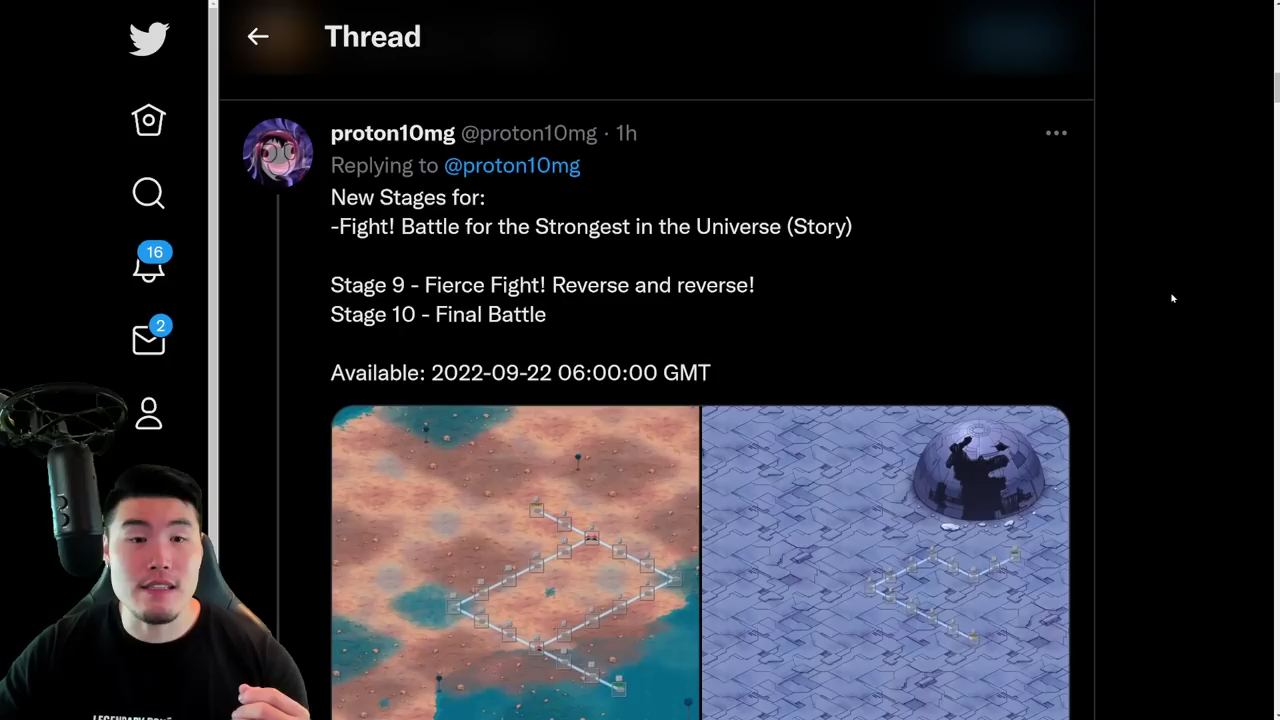 Thread
proton10mg @proton10mg · 1h
Replying to @proton10mg
New Stages for:
-Fight! Battle for the Strongest in the Universe (Story)
16
Stage 9 - Fierce Fight! Reverse and reverse!
Stage 10 - Final Battle
2
Available: 2022-09-22 06:00:00 GMT